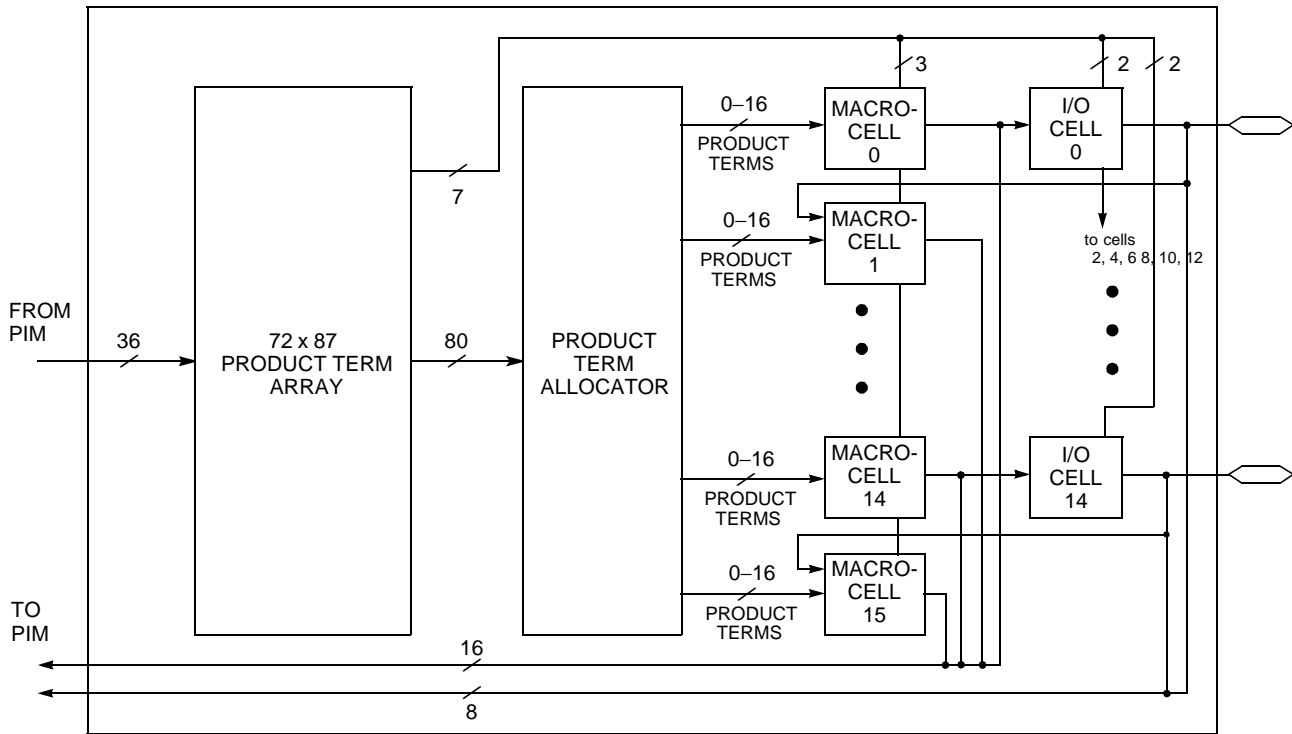 3
2
2
0–16
PRODUCT
TERMS
MACRO-
CELL
0
I/O
CELL
0
7
0–16
PRODUCT
TERMS
MACRO-
CELL
1
to cells
2, 4, 6 8, 10, 12
FROM
PIM
36
72 x 87
PRODUCT TERM
ARRAY
80
PRODUCT
TERM
ALLOCATOR
0–16
PRODUCT
TERMS
MACRO-
CELL
14
I/O
CELL
14
0–16
PRODUCT
TERMS
MACRO-
CELL
15
TO
PIM
16
8